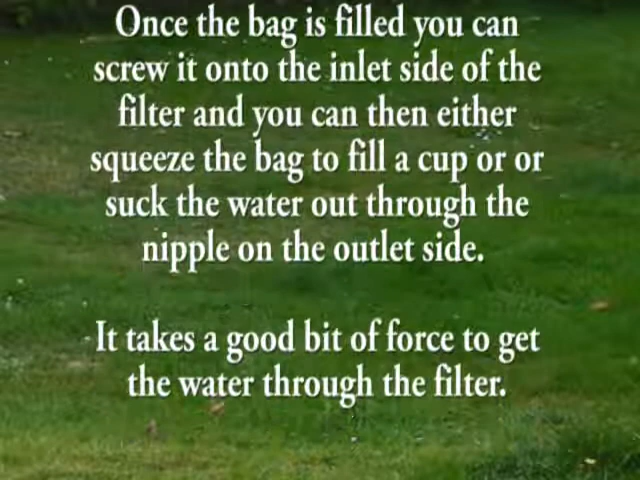 Once the bag is filled you can
screw it onto the inlet side of the
filter and you can then either
squeeze the bag to fill a cup or or
suck the water out through the
nipple on the outlet side.
It takes a good bit of force to get
the water through the filter.